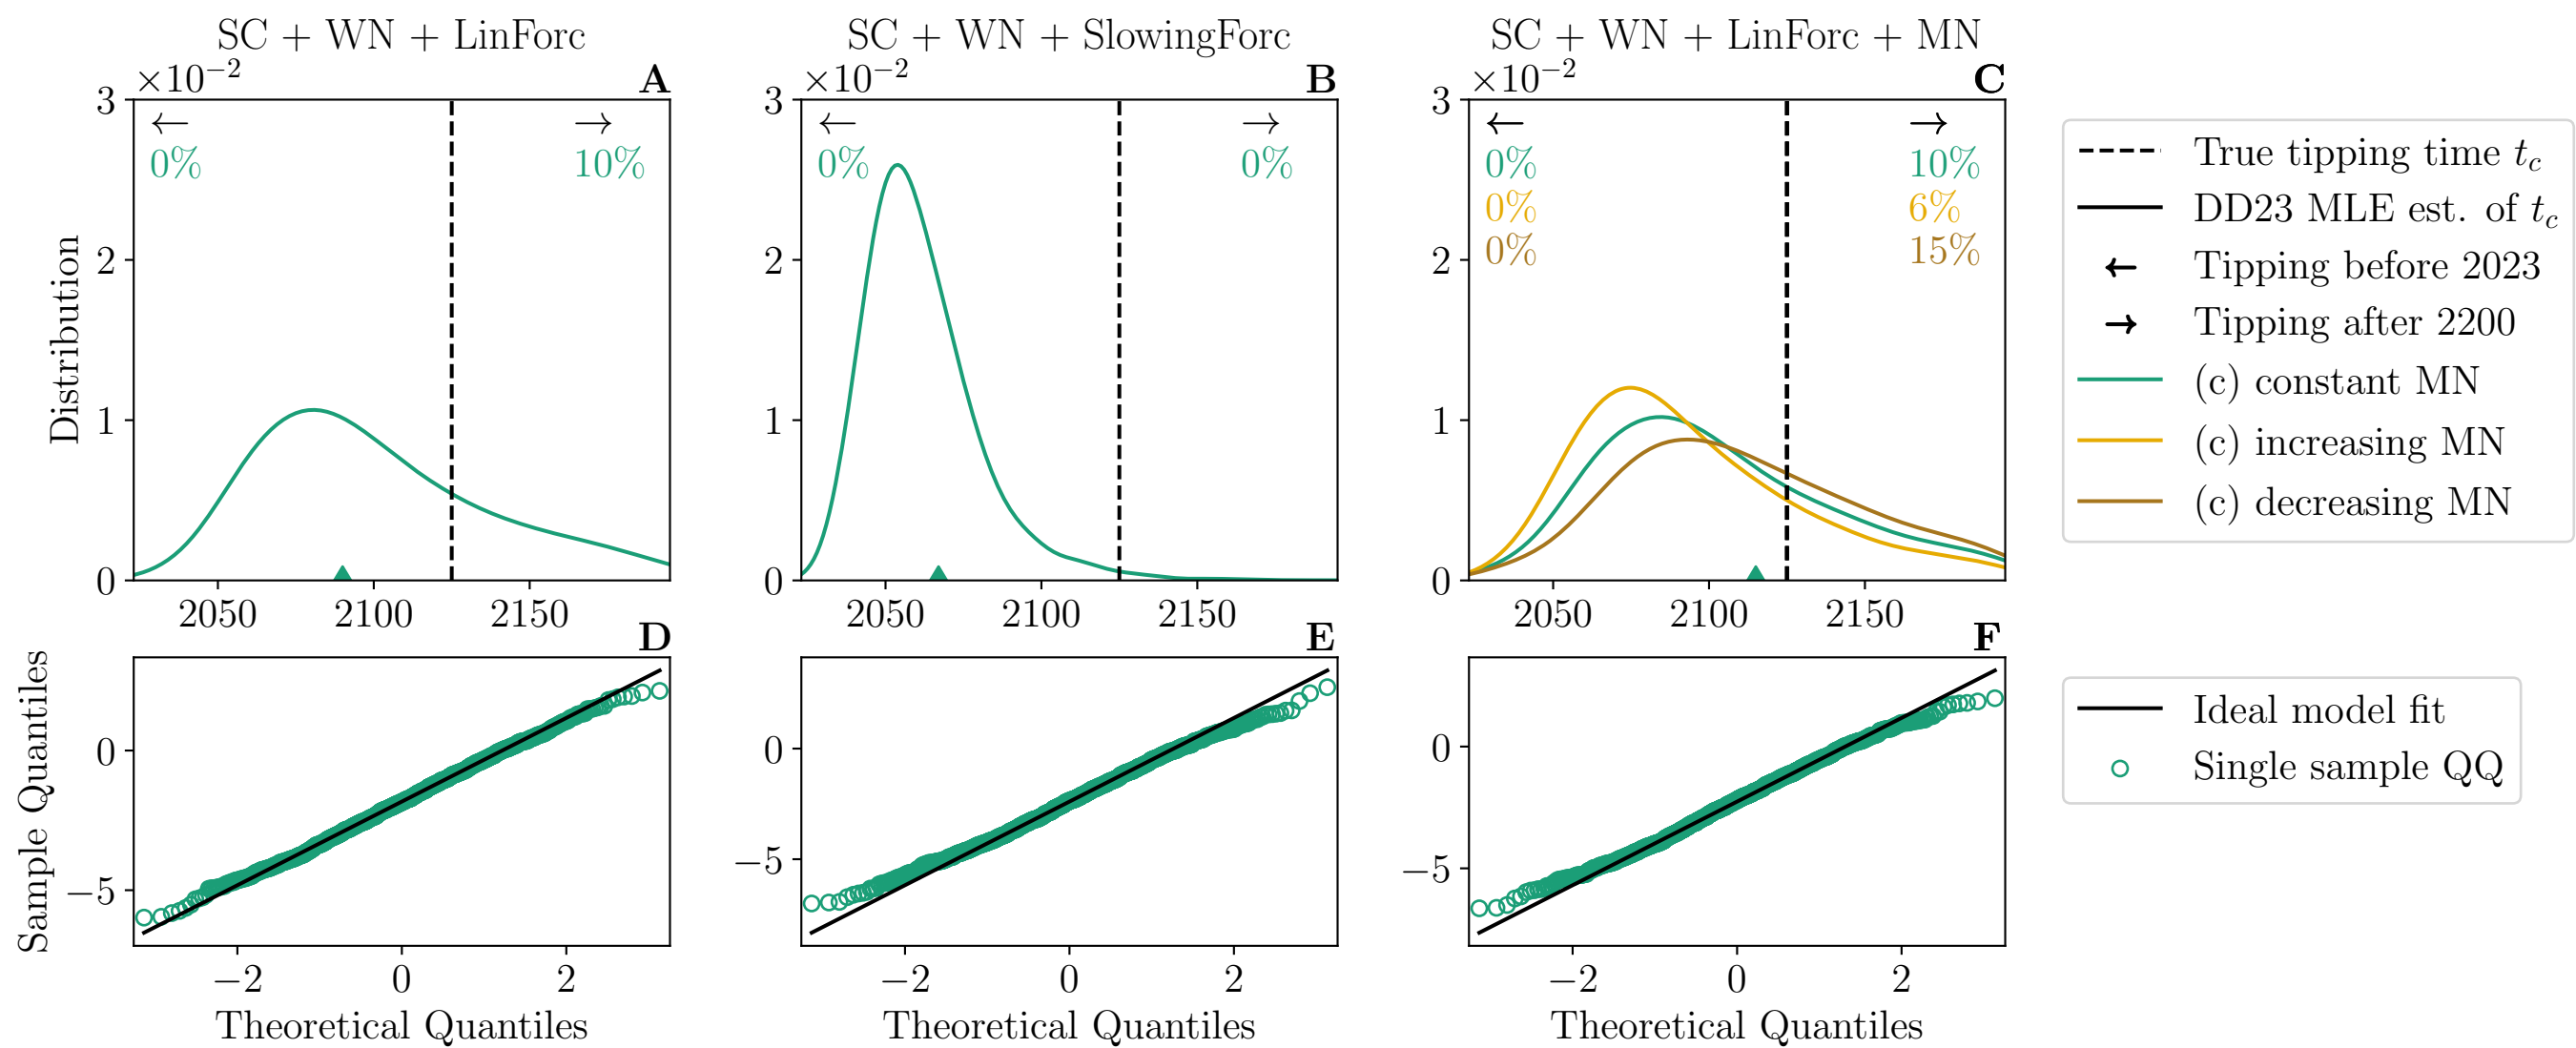 SC + WN + LinForc
SC + WN + SlowingForc
SC + WN + LinForc + MN
×10⁻²
A
×10⁻²
B
×10⁻²
C
Distribution
3
2
1
0
←
0%
→
10%
2050
2100
2150
3
2
1
0
←
0%
→
0%
2050
2100
2150
3
2
1
0
←
0%
0%
0%
→
10%
6%
15%
2050
2100
2150
True tipping time t_c
DD23 MLE est. of t_c
← Tipping before 2023
→ Tipping after 2200
(c) constant MN
(c) increasing MN
(c) decreasing MN
D
E
F
Sample Quantiles
0
−5
−2
0
2
Theoretical Quantiles
0
−5
−2
0
2
Theoretical Quantiles
0
−5
−2
0
2
Theoretical Quantiles
Ideal model fit
Single sample QQ